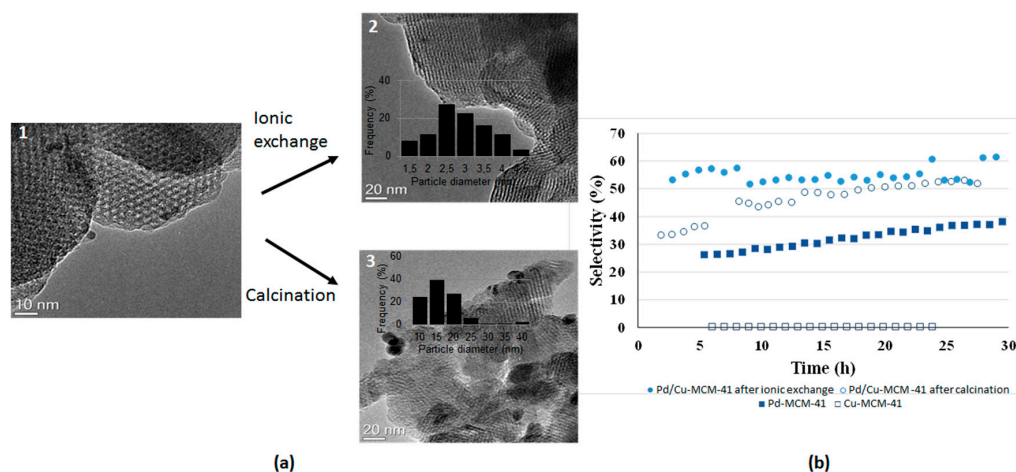 1
10 nm
Ionic
exchange
Calcination
2
Frequency (%)
40
20
0
1,5 2 2,5 3 3,5 4 4,5
Particle diameter (nm)
20 nm
3
Frequency (%)
60
45
30
15
0
10 15 20 25 30 35 40
Particle diameter (nm)
20 nm
(a)
Selectivity (%)
70
60
50
40
30
20
10
0
0 5 10 15 20 25 30
Time (h)
Pd/Cu-MCM-41 after ionic exchange Pd/Cu-MCM-41 after calcination
Pd-MCM-41 Cu-MCM-41
(b)